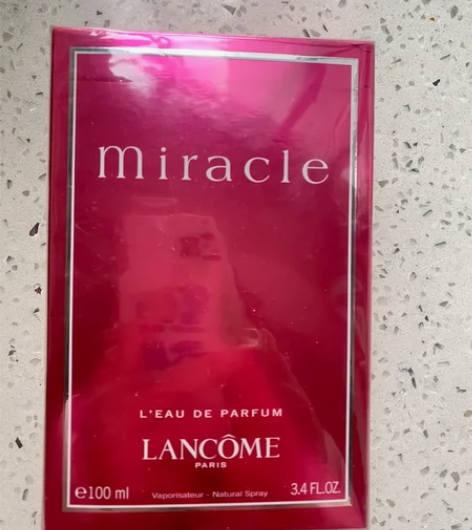 miracle
L'EAU DE PARFUM
LANCÔME
PARIS
℮100 ml Vaporisateur - Natural Spray 3.4 FL.OZ.